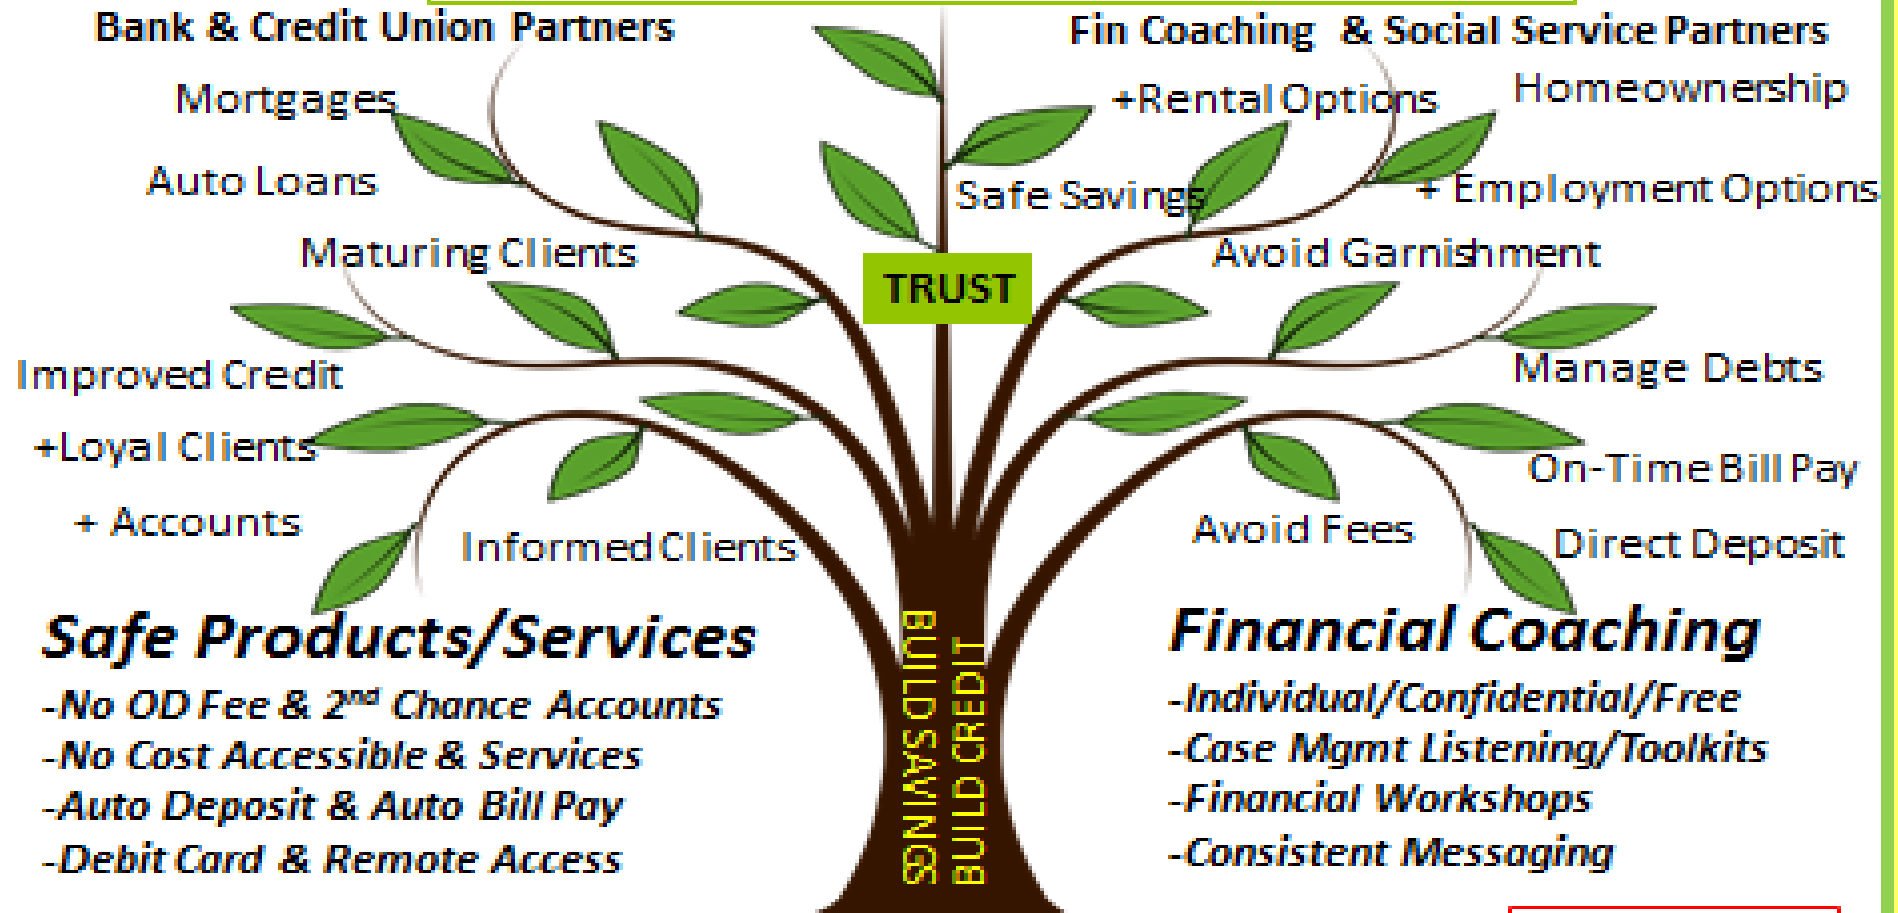 Bank & Credit Union Partners
Mortgages
Auto Loans
Maturing Clients
Improved Credit
+Loyal Clients
+ Accounts
Informed Clients
Safe Products/Services
-No OD Fee & 2nd Chance Accounts
-No Cost Accessible & Services
-Auto Deposit & Auto Bill Pay
-Debit Card & Remote Access
TRUST
BUILD SAVINGS
BUILD CREDIT
Fin Coaching & Social Service Partners
Homeownership
+Rental Options
+ Employment Options
Safe Savings
Avoid Garnishment
Manage Debts
On-Time Bill Pay
Avoid Fees
Direct Deposit
Financial Coaching
-Individual/Confidential/Free
-Case Mgmt Listening/Toolkits
-Financial Workshops
-Consistent Messaging